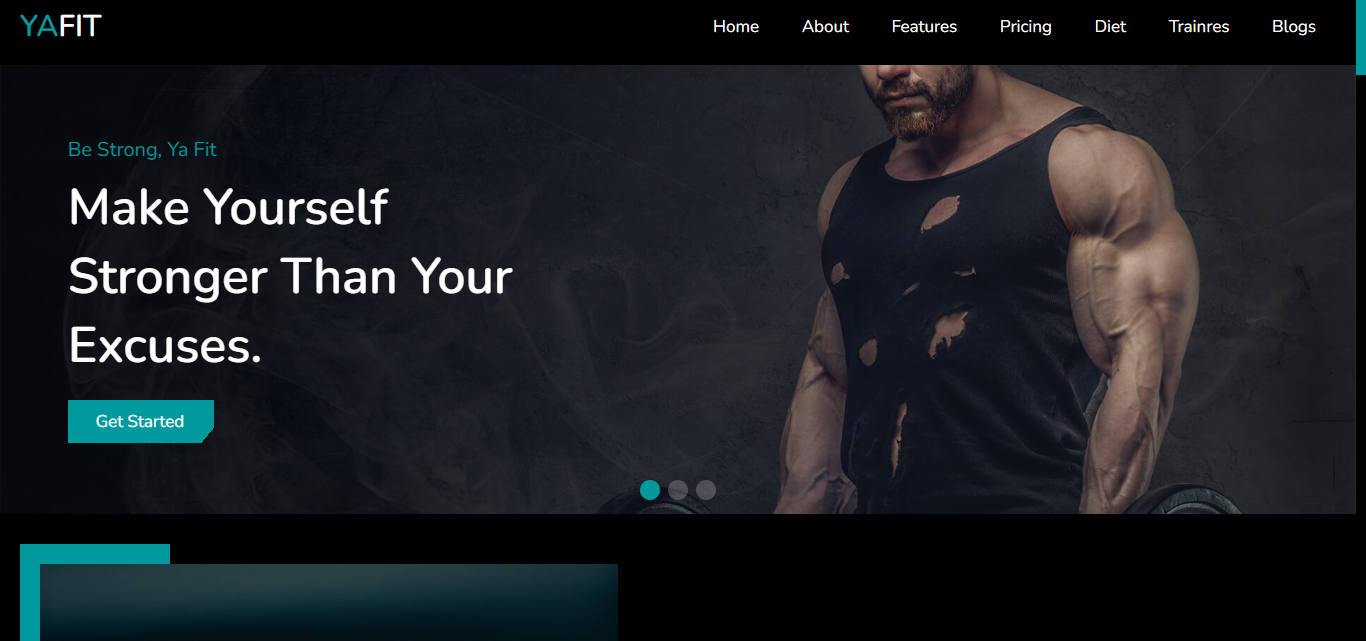 YAFIT
Home About Features Pricing Diet Trainres Blogs
Be Strong, Ya Fit
Make Yourself
Stronger Than Your
Excuses.
Get Started